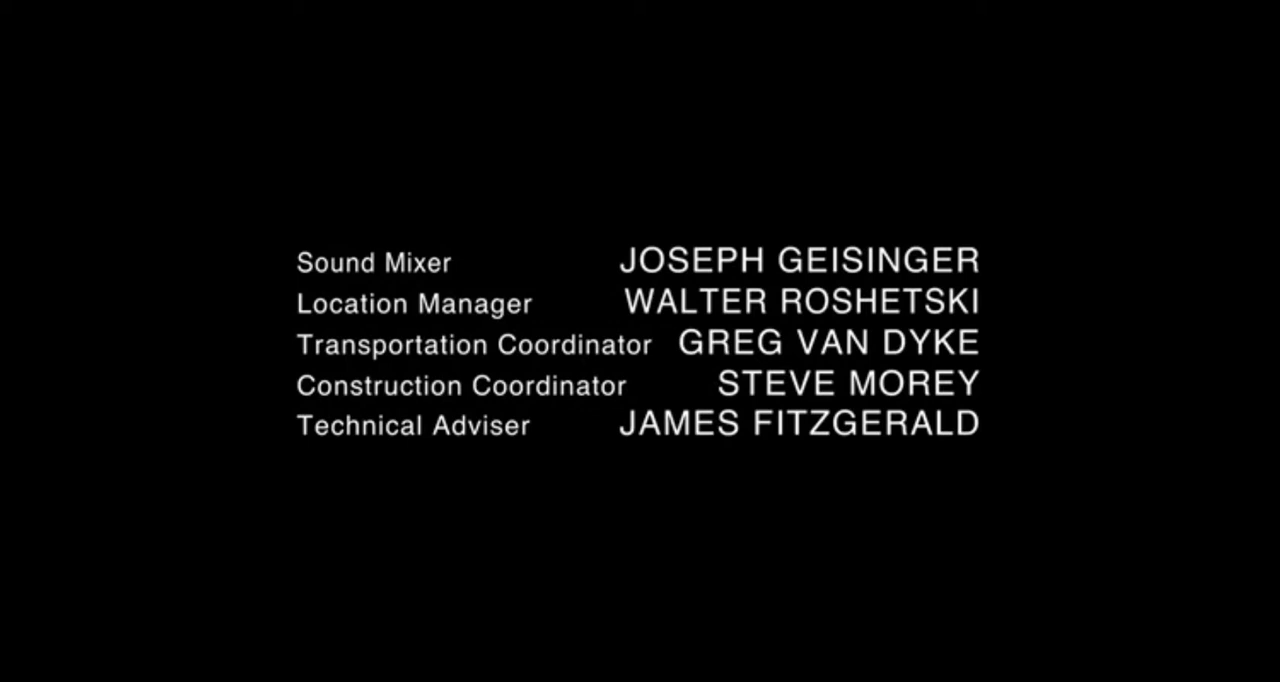 Sound Mixer JOSEPH GEISINGER
Location Manager WALTER ROSHETSKI
Transportation Coordinator GREG VAN DYKE
Construction Coordinator STEVE MOREY
Technical Adviser JAMES FITZGERALD